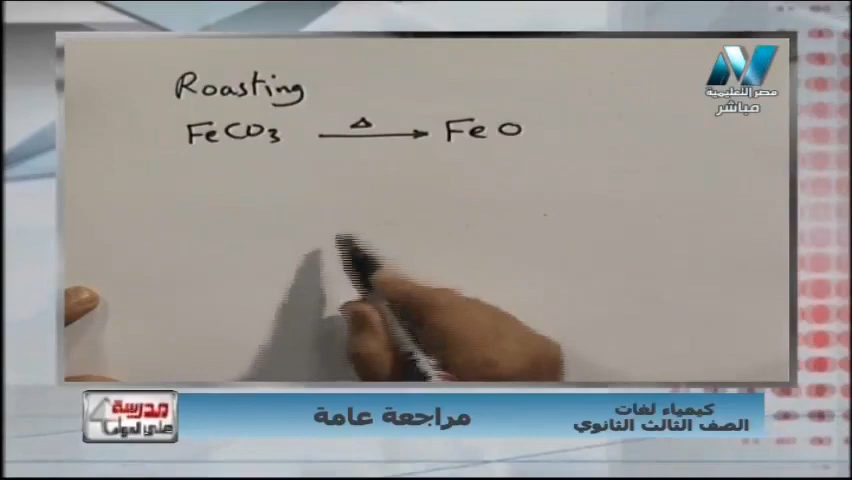 Roasting
FeCO3 Δ FeO
مصر التعليمية
مباشر
كيمياء لغات
الصف الثالث الثانوي
مراجعة عامة
مدرسة
على الهواء